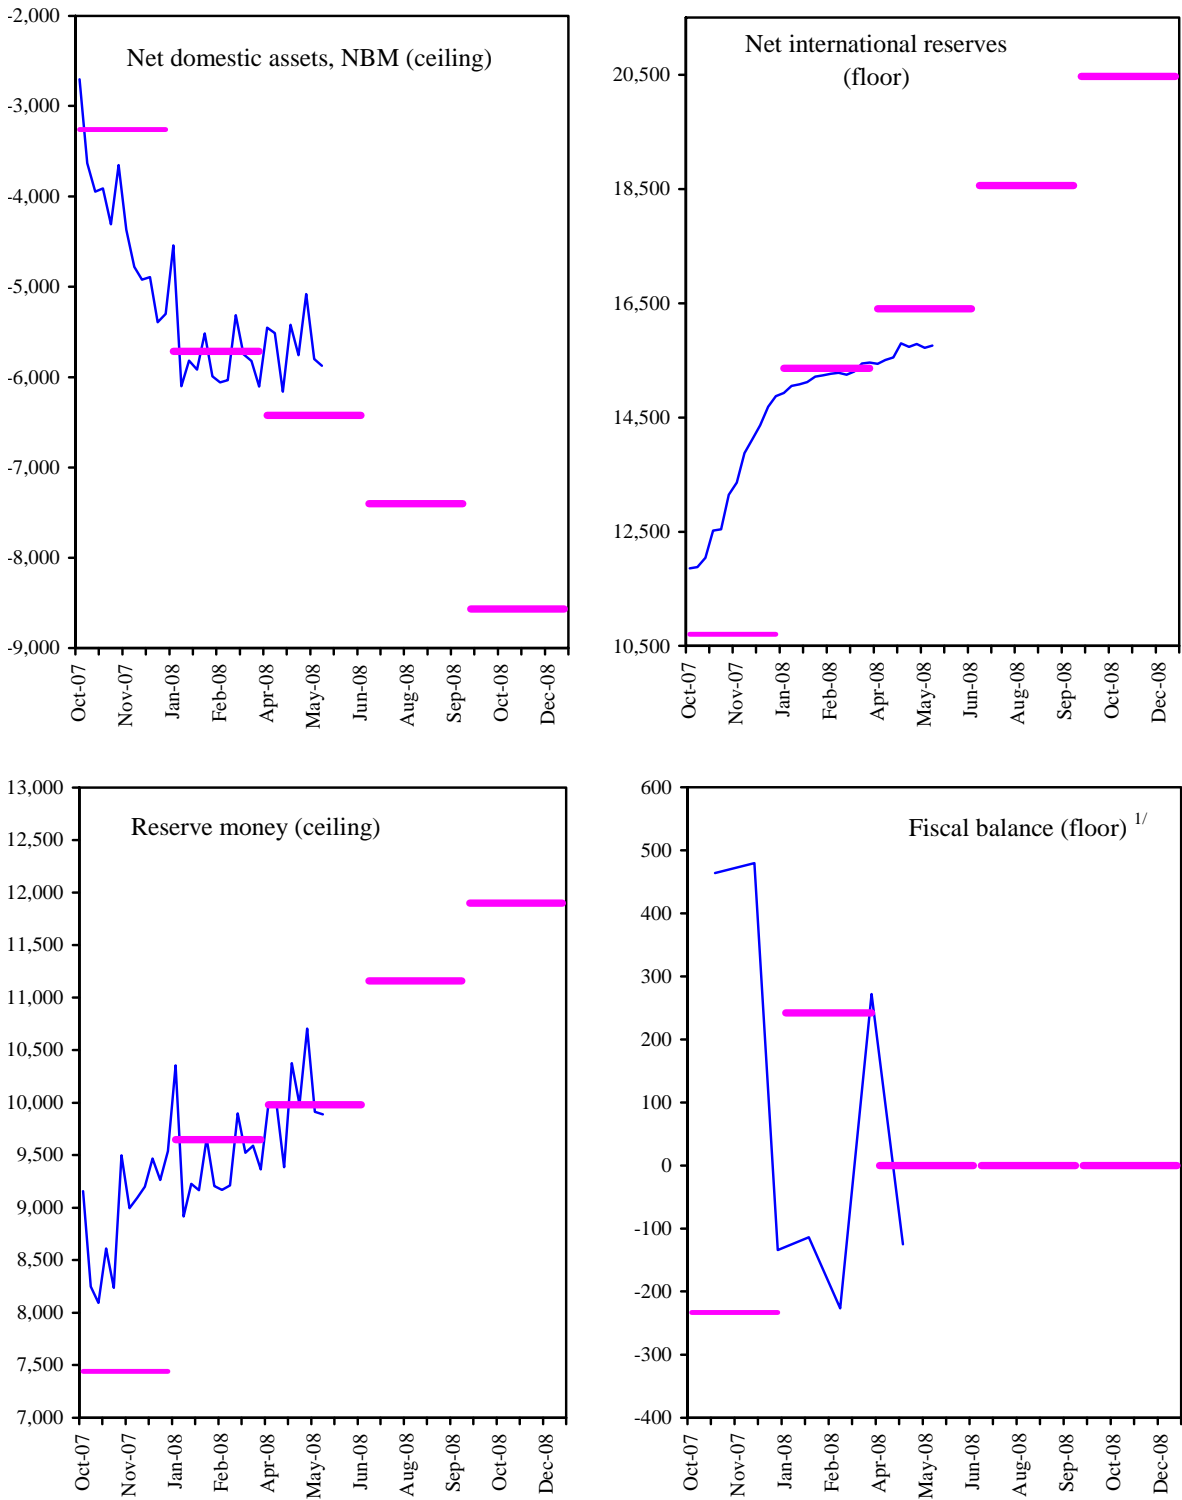 Net domestic assets, NBM (ceiling)
-2,000
-3,000
-4,000
-5,000
-6,000
-7,000
-8,000
-9,000
Oct-07
Nov-07
Jan-08
Feb-08
Apr-08
May-08
Jun-08
Aug-08
Sep-08
Oct-08
Dec-08
Net international reserves
(floor)
20,500
18,500
16,500
14,500
12,500
10,500
Oct-07
Nov-07
Jan-08
Feb-08
Apr-08
May-08
Jun-08
Aug-08
Sep-08
Oct-08
Dec-08
Reserve money (ceiling)
13,000
12,500
12,000
11,500
11,000
10,500
10,000
9,500
9,000
8,500
8,000
7,500
7,000
Oct-07
Nov-07
Jan-08
Feb-08
Apr-08
May-08
Jun-08
Aug-08
Sep-08
Oct-08
Dec-08
Fiscal balance (floor) 1/
600
500
400
300
200
100
0
-100
-200
-300
-400
Oct-07
Nov-07
Jan-08
Feb-08
Apr-08
May-08
Jun-08
Aug-08
Sep-08
Oct-08
Dec-08